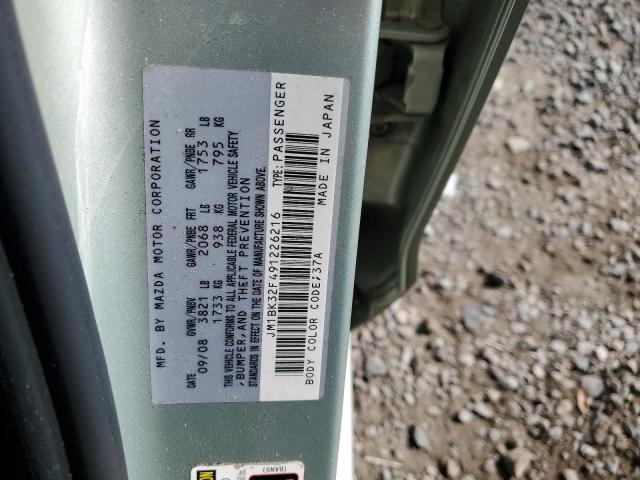 MFD. BY MAZDA MOTOR CORPORATION
DATE GVWR/PNBV GAWR/PNBE FRT GAWR/PNBE RR
09/08 3821 LB 2068 LB 1753 LB
1733 KG 938 KG 795 KG
THIS VEHICLE CONFORMS TO ALL APPLICABLE FEDERAL MOTOR VEHICLE SAFETY
,BUMPER,AND THEFT PREVENTION
STANDARDS IN EFFECT ON THE DATE OF MANUFACTURE SHOWN ABOVE.
JM1BK32F491226216 TYPE:PASSENGER
BODY COLOR CODE:37A MADE IN JAPAN
(BAN9)